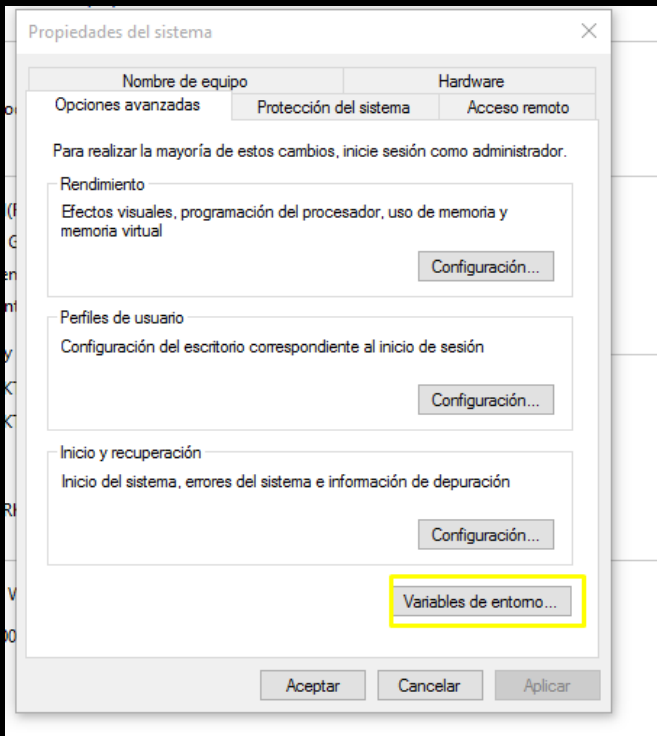 Propiedades del sistema
Nombre de equipo
Hardware
Opciones avanzadas
Protección del sistema
Acceso remoto
Para realizar la mayoría de estos cambios, inicie sesión como administrador.
Rendimiento
Efectos visuales, programación del procesador, uso de memoria y
memoria virtual
Configuración...
Perfiles de usuario
Configuración del escritorio correspondiente al inicio de sesión
Configuración...
Inicio y recuperación
Inicio del sistema, errores del sistema e información de depuración
Configuración...
Variables de entorno...
Aceptar
Cancelar
Aplicar